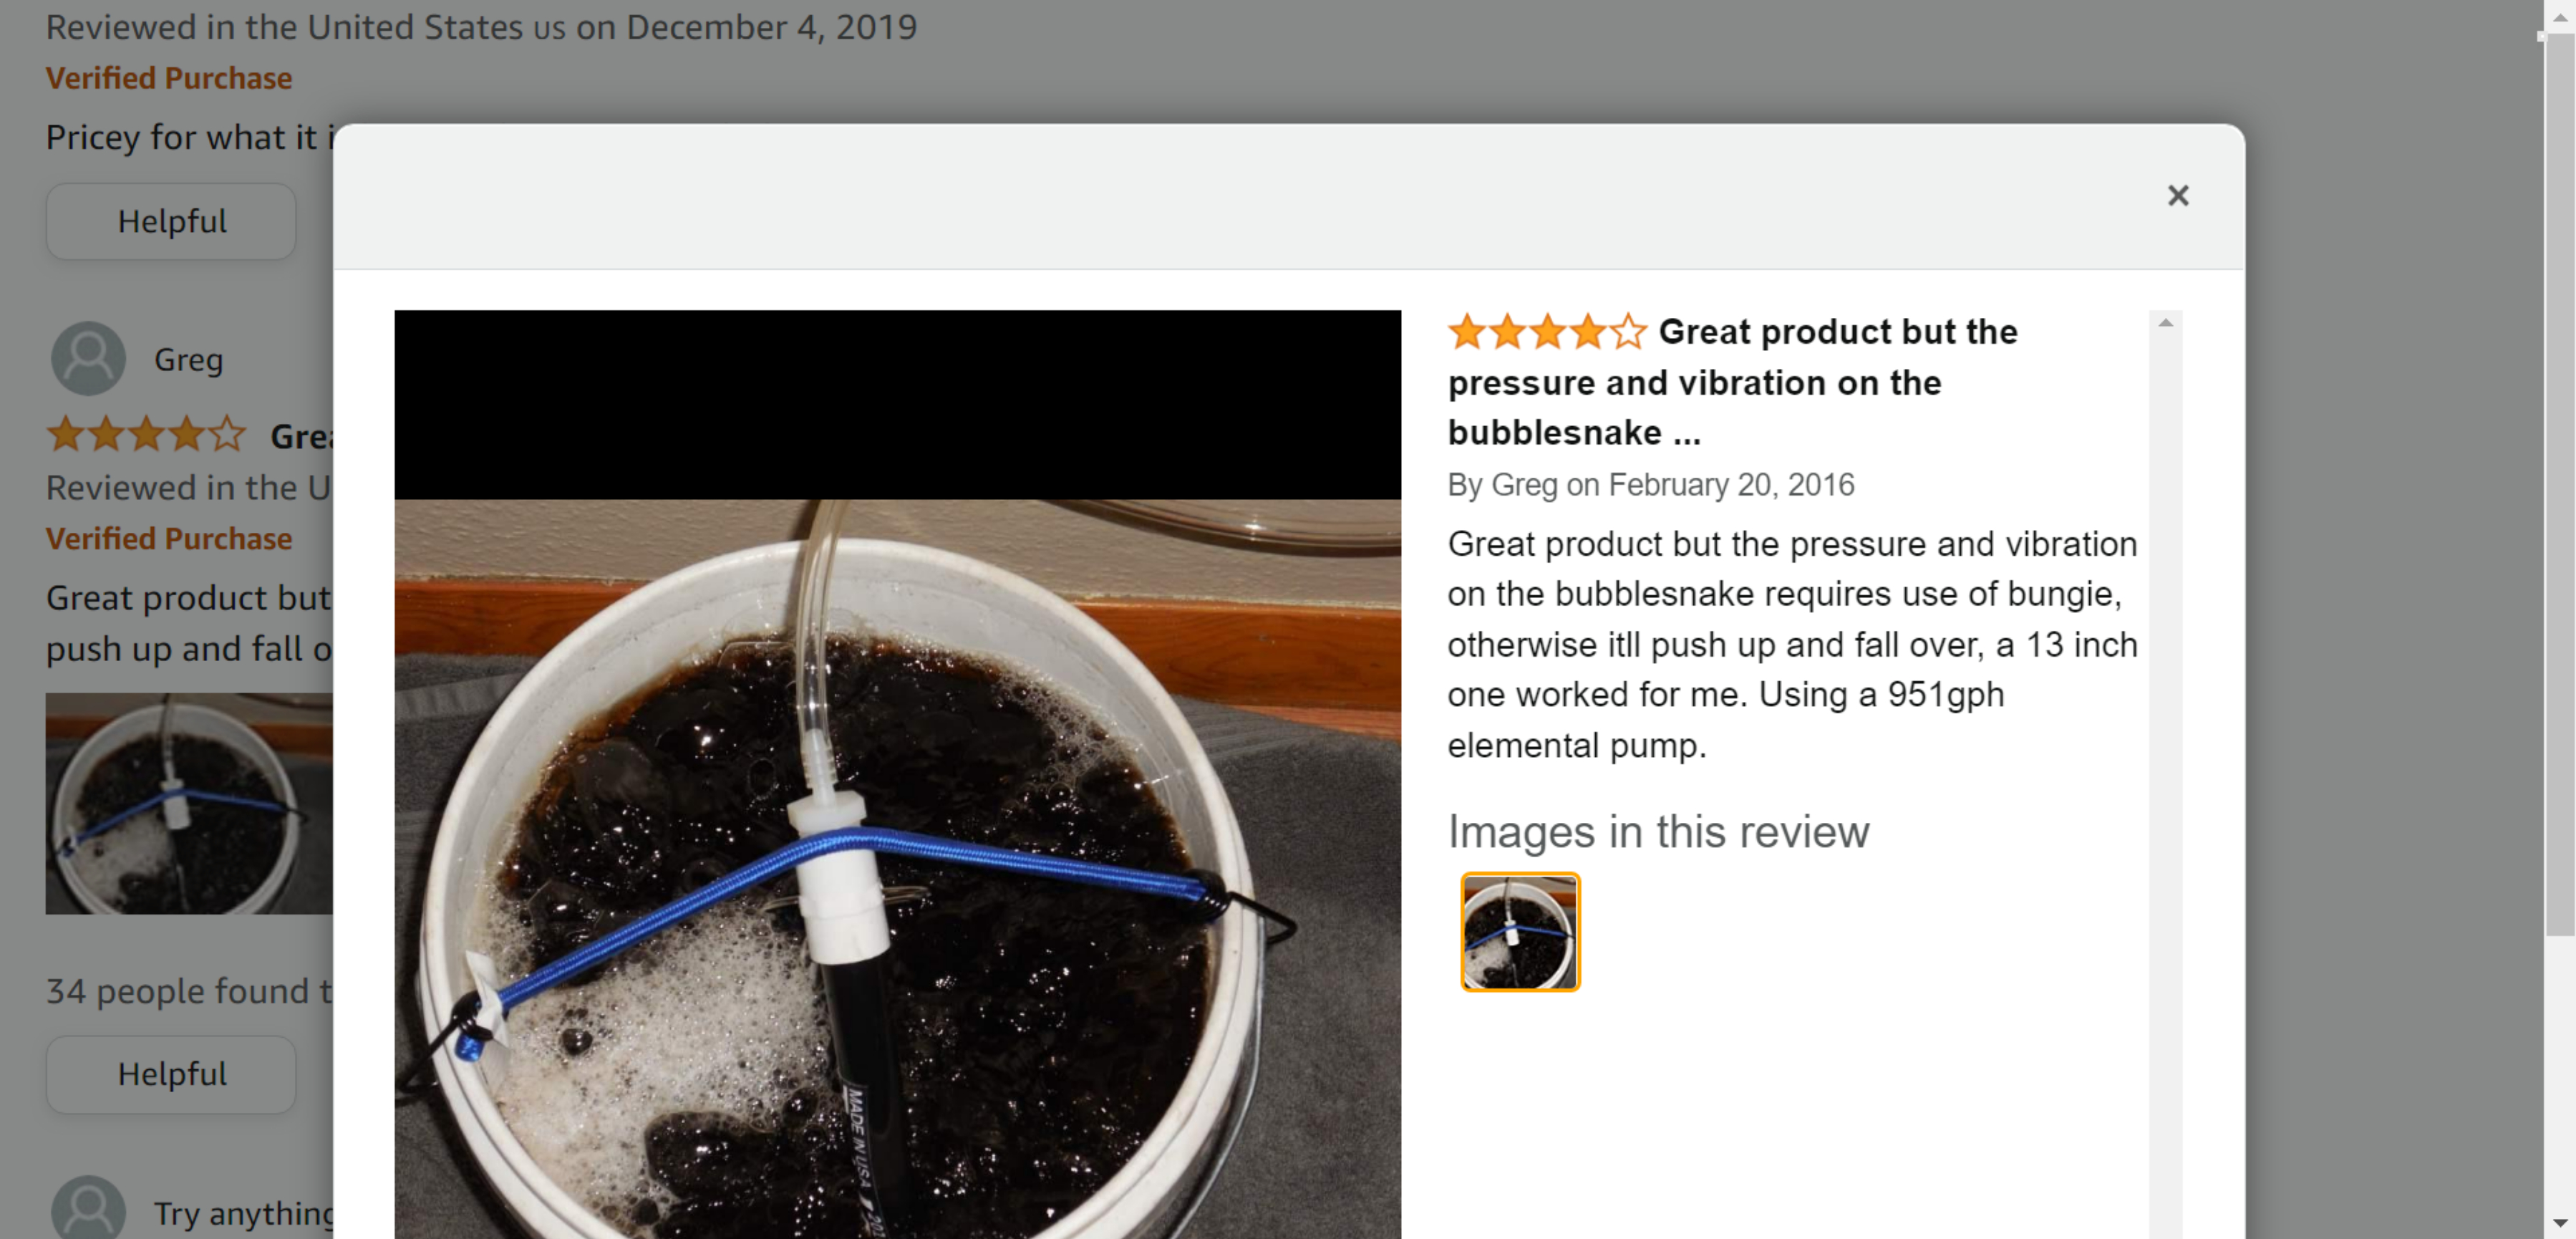 Reviewed in the United States US on December 4, 2019
Verified Purchase
Pricey for what it i
Helpful
Greg
Grea
Reviewed in the U
Verified Purchase
Great product but
push up and fall o
34 people found t
Helpful
Try anything
×
Great product but the
pressure and vibration on the
bubblesnake ...
By Greg on February 20, 2016
Great product but the pressure and vibration
on the bubblesnake requires use of bungie,
otherwise itll push up and fall over, a 13 inch
one worked for me. Using a 951gph
elemental pump.
Images in this review
MADE IN USA